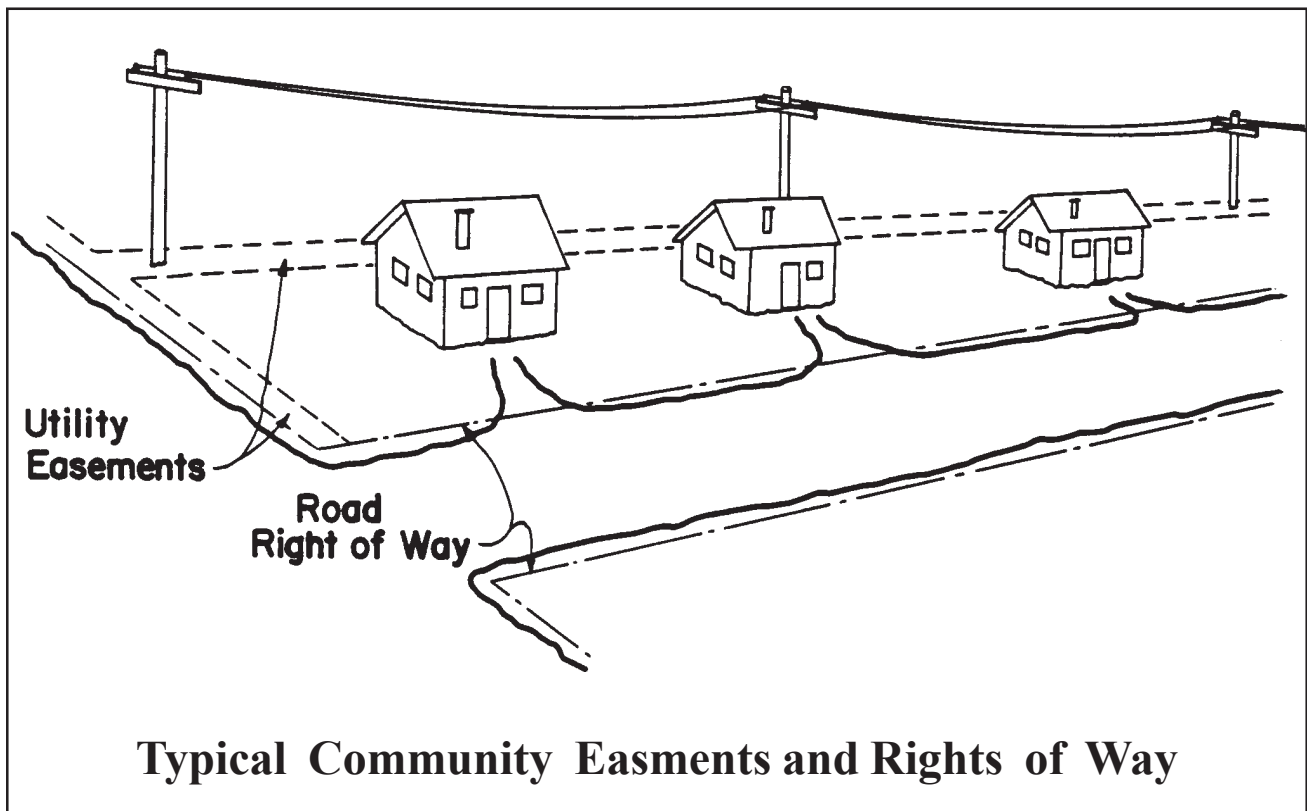 Utility
Easements
Road
Right of Way
Typical Community Easments and Rights of Way